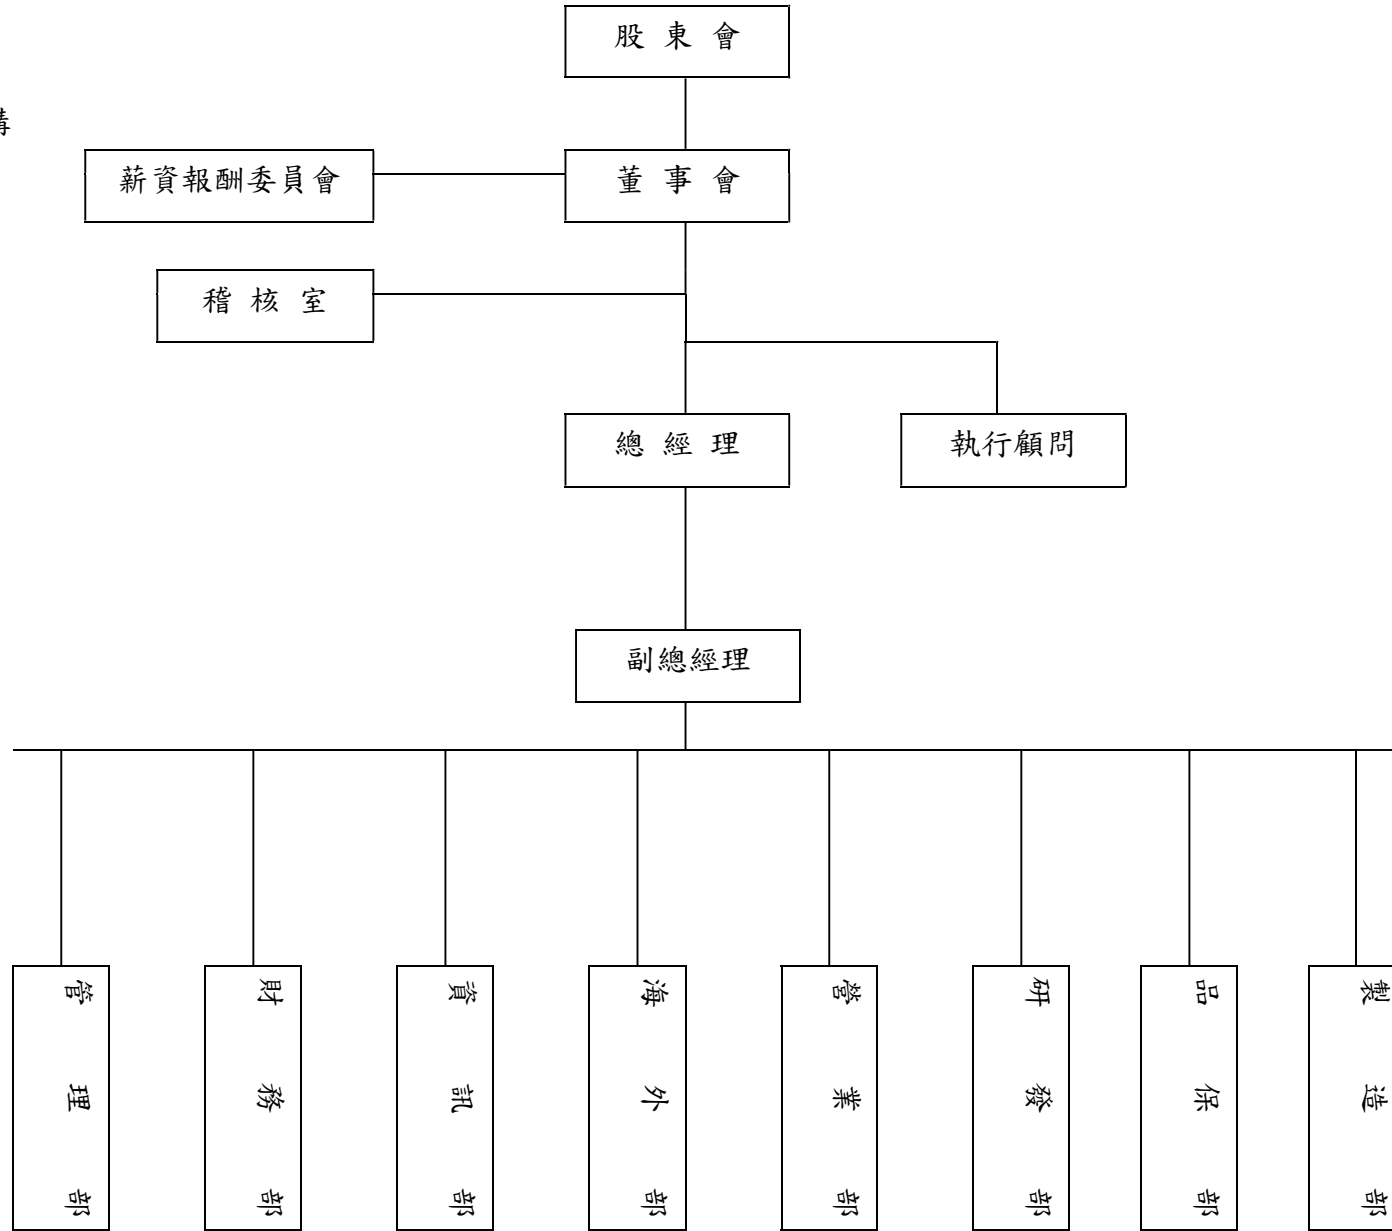 構
股 東 會
薪資報酬委員會
董 事 會
稽 核 室
總 經 理
執行顧問
副總經理
管理部
財務部
資訊部
海外部
營業部
研發部
品保部
製造部